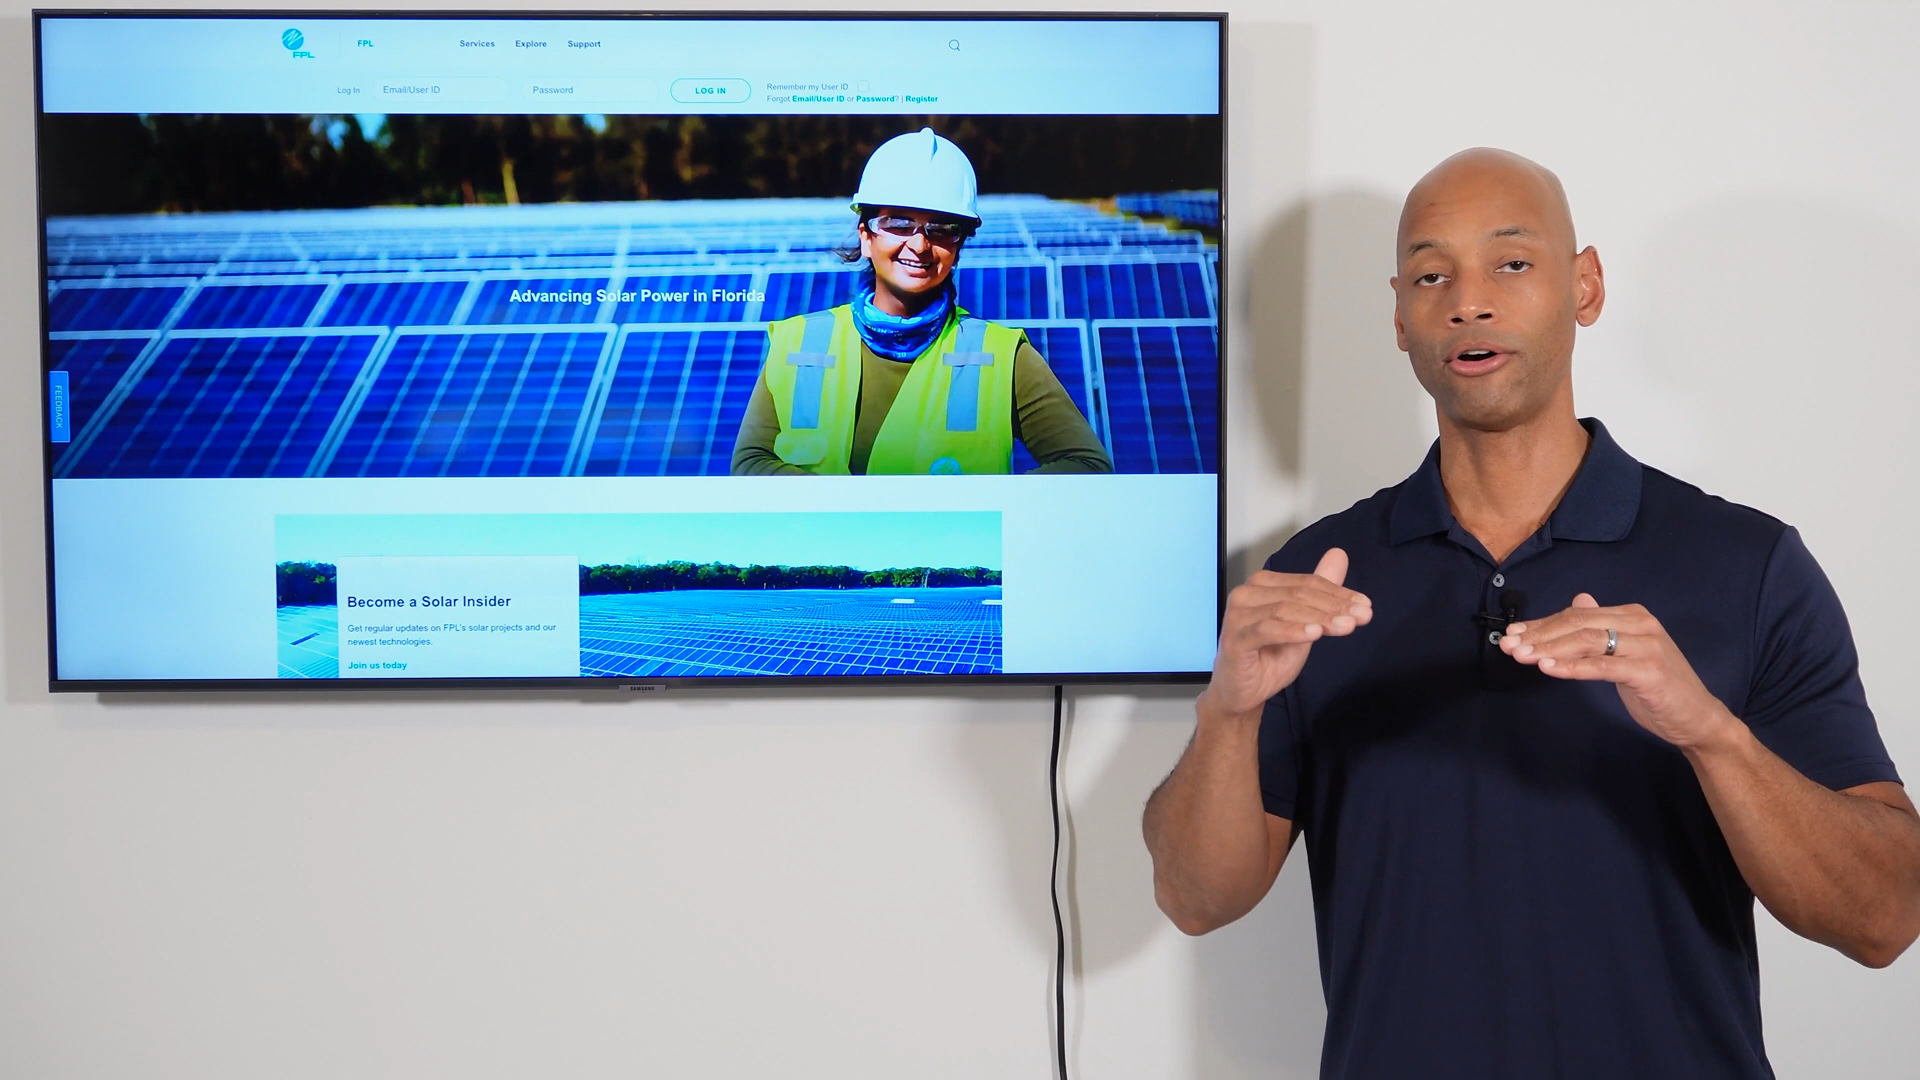 FPL
FPL
Services
Explore
Support
Log In
Email/User ID
Password
LOG IN
Remember my User ID
Forgot Email/User ID or Password? | Register
Advancing Solar Power in Florida
FEEDBACK
Become a Solar Insider
Get regular updates on FPL's solar projects and our
newest technologies.
Join us today
SAMSUNG